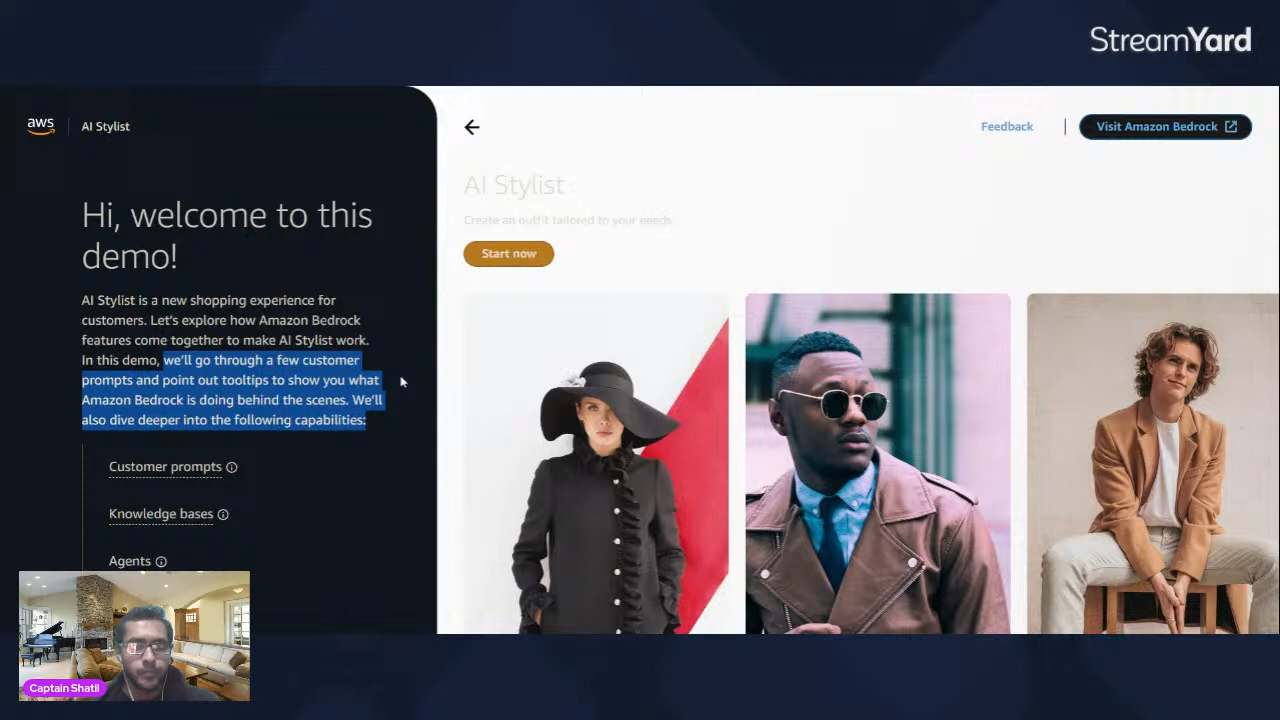 StreamYard
aws
AI Stylist
Feedback
Visit Amazon Bedrock
Hi, welcome to this
demo!
AI Stylist is a new shopping experience for
customers. Let's explore how Amazon Bedrock
features come together to make AI Stylist work.
In this demo, we'll go through a few customer
prompts and point out tooltips to show you what
Amazon Bedrock is doing behind the scenes. We'll
also dive deeper into the following capabilities:
Customer prompts
Knowledge bases
Agents
AI Stylist
Create an outfit tailored to your needs.
Start now
Captain Shatil